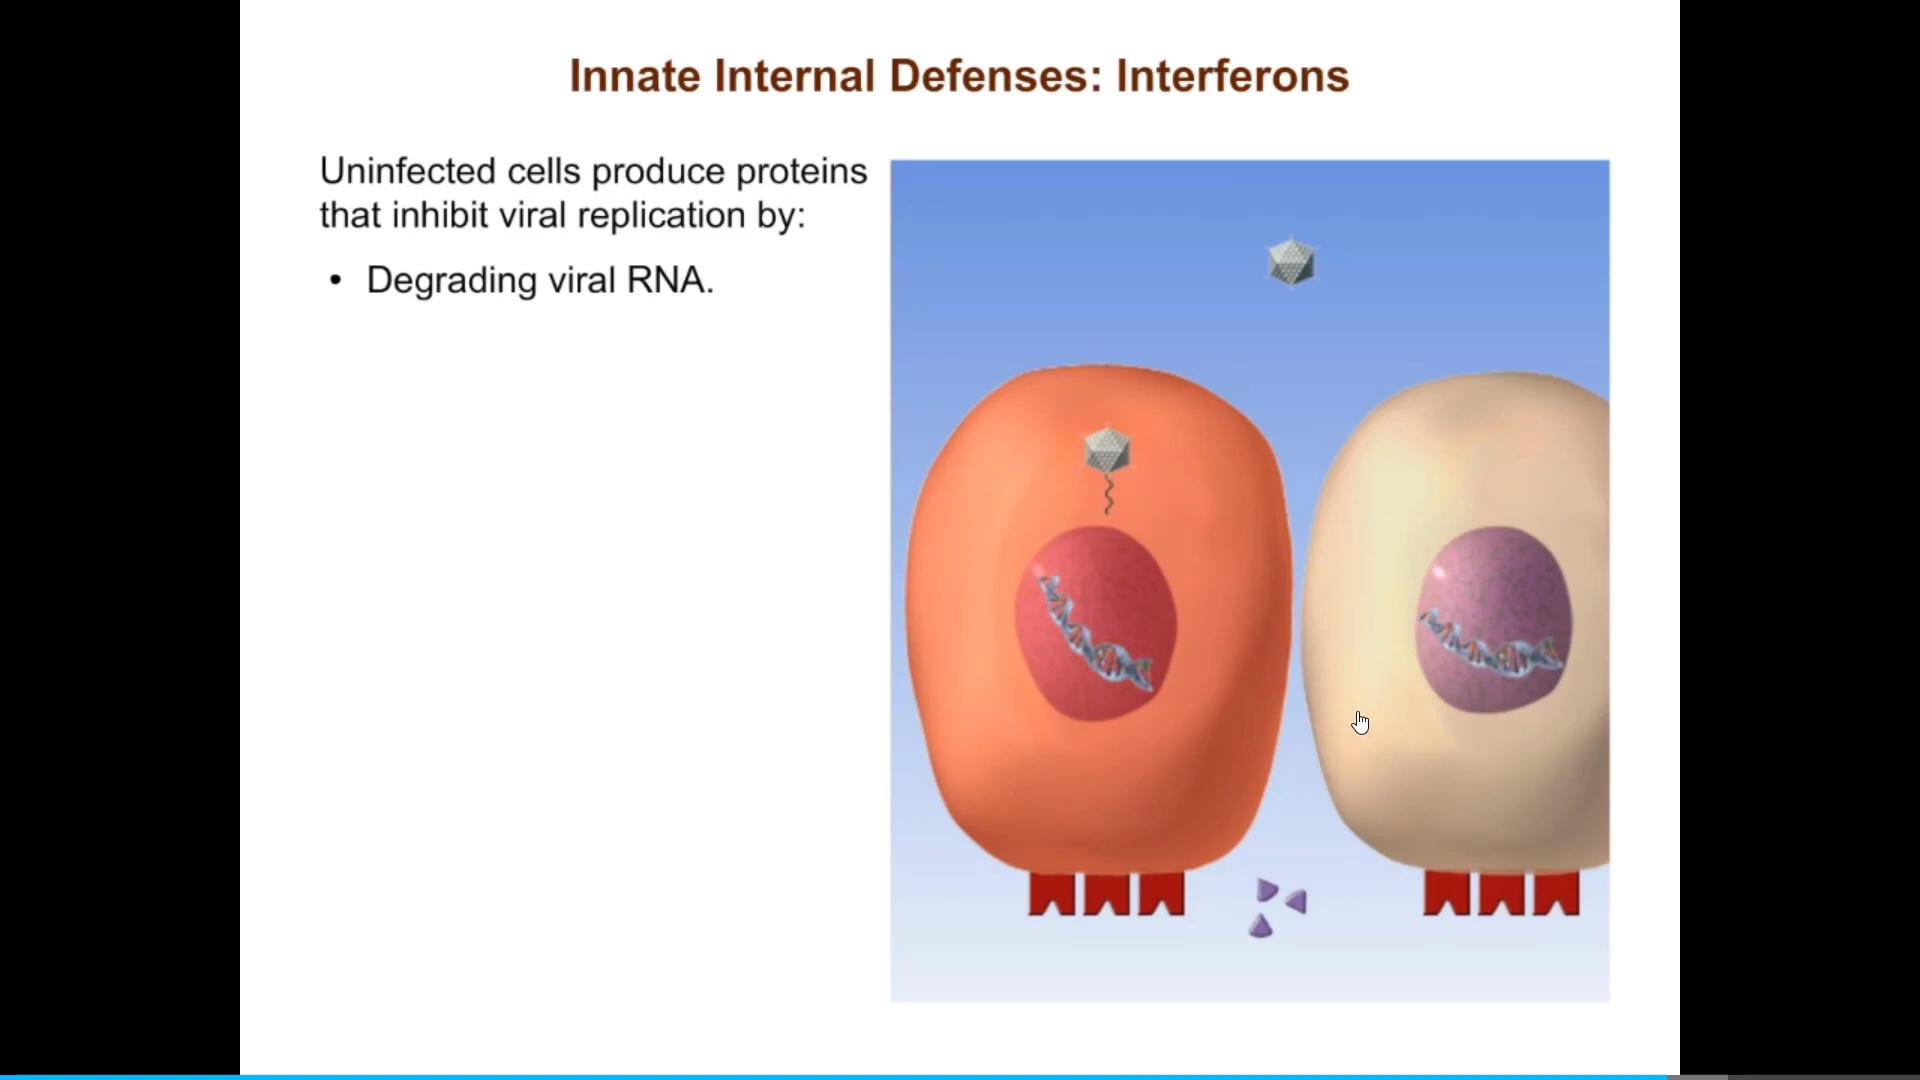 Innate Internal Defenses: Interferons
Uninfected cells produce proteins
that inhibit viral replication by:
• Degrading viral RNA.